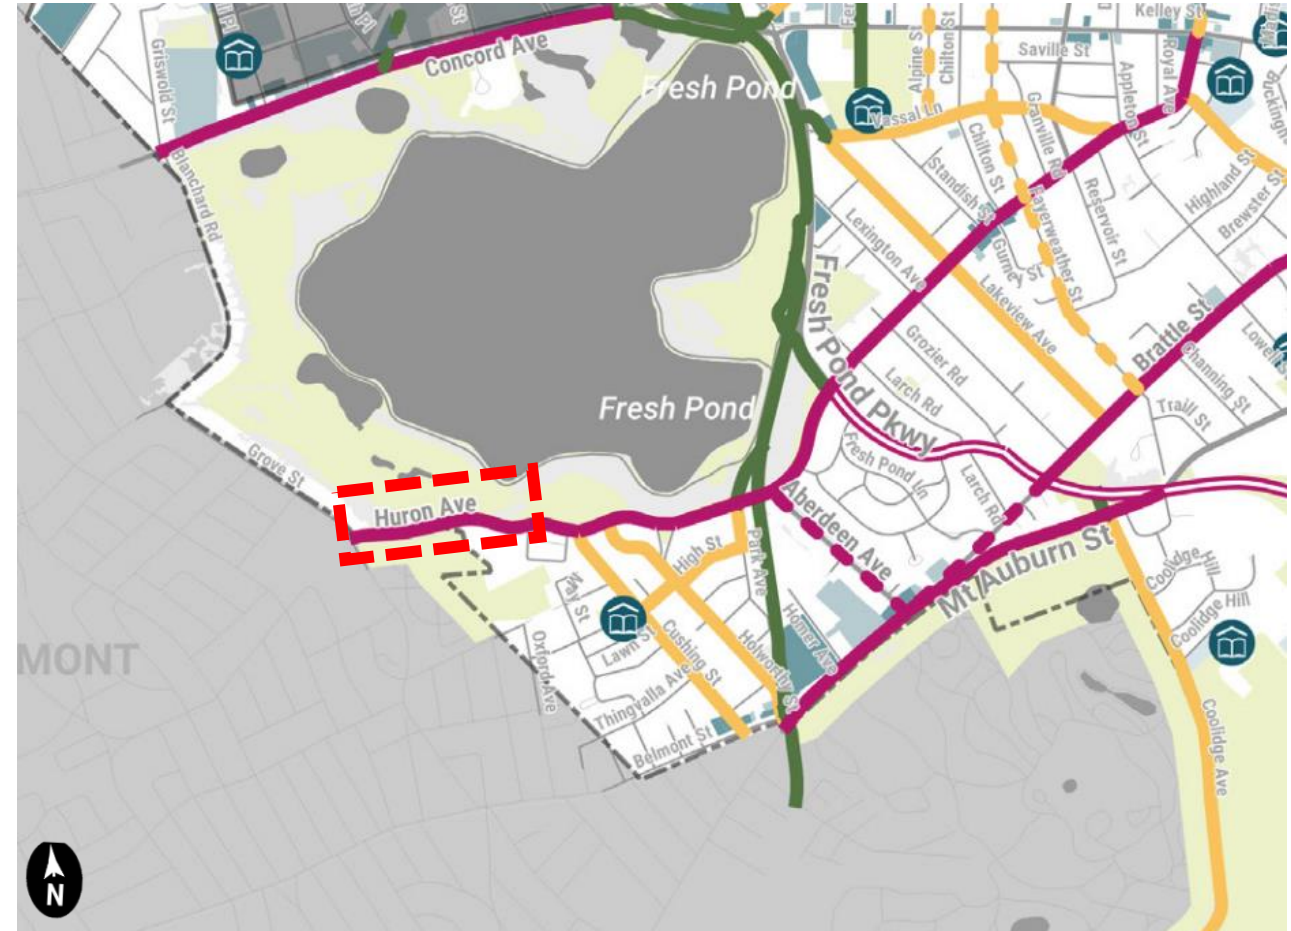 Kelley St
Griswold St
Concord Ave
Saville St
Alpine St
Chilton St
Royal Ave
Appleton St
Fresh Pond
Vassal Ln
Granville Rd
Blanchard Rd
Chilton St
Standish St
Reservoir St
Highland St
Brewster St
Fayerweather St
Gurney St
Lexington Ave
Lakeview Ave
Fresh Pond Pkwy
Brattle St
Channing St
Grozier Rd
Larch Rd
Traill St
Fresh Pond
Fresh Pond Ln
Larch Rd
Grove St
Huron Ave
Aberdeen Ave
Mt Auburn St
High St
Park Ave
Coolidge Hill
Coolidge Hill
Homer Ave
Cushing St
Holworthy St
Lawn S
Oxford Ave
MONT
Thingvalla Ave
Belmont St
Coolidge Ave
N